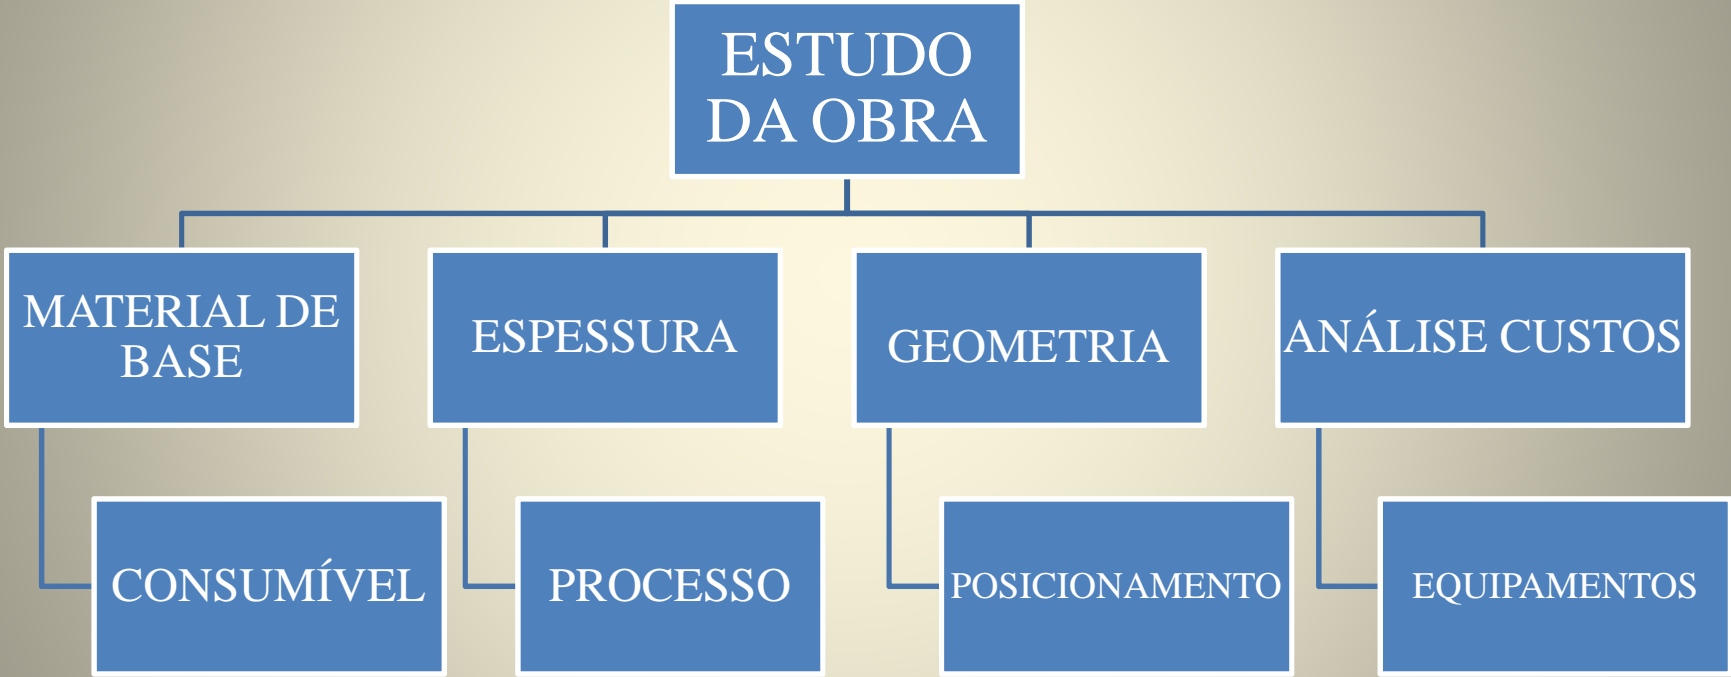 ESTUDO
DA OBRA
MATERIAL DE
BASE
ESPESSURA
GEOMETRIA
ANÁLISE CUSTOS
CONSUMÍVEL
PROCESSO
POSICIONAMENTO
EQUIPAMENTOS